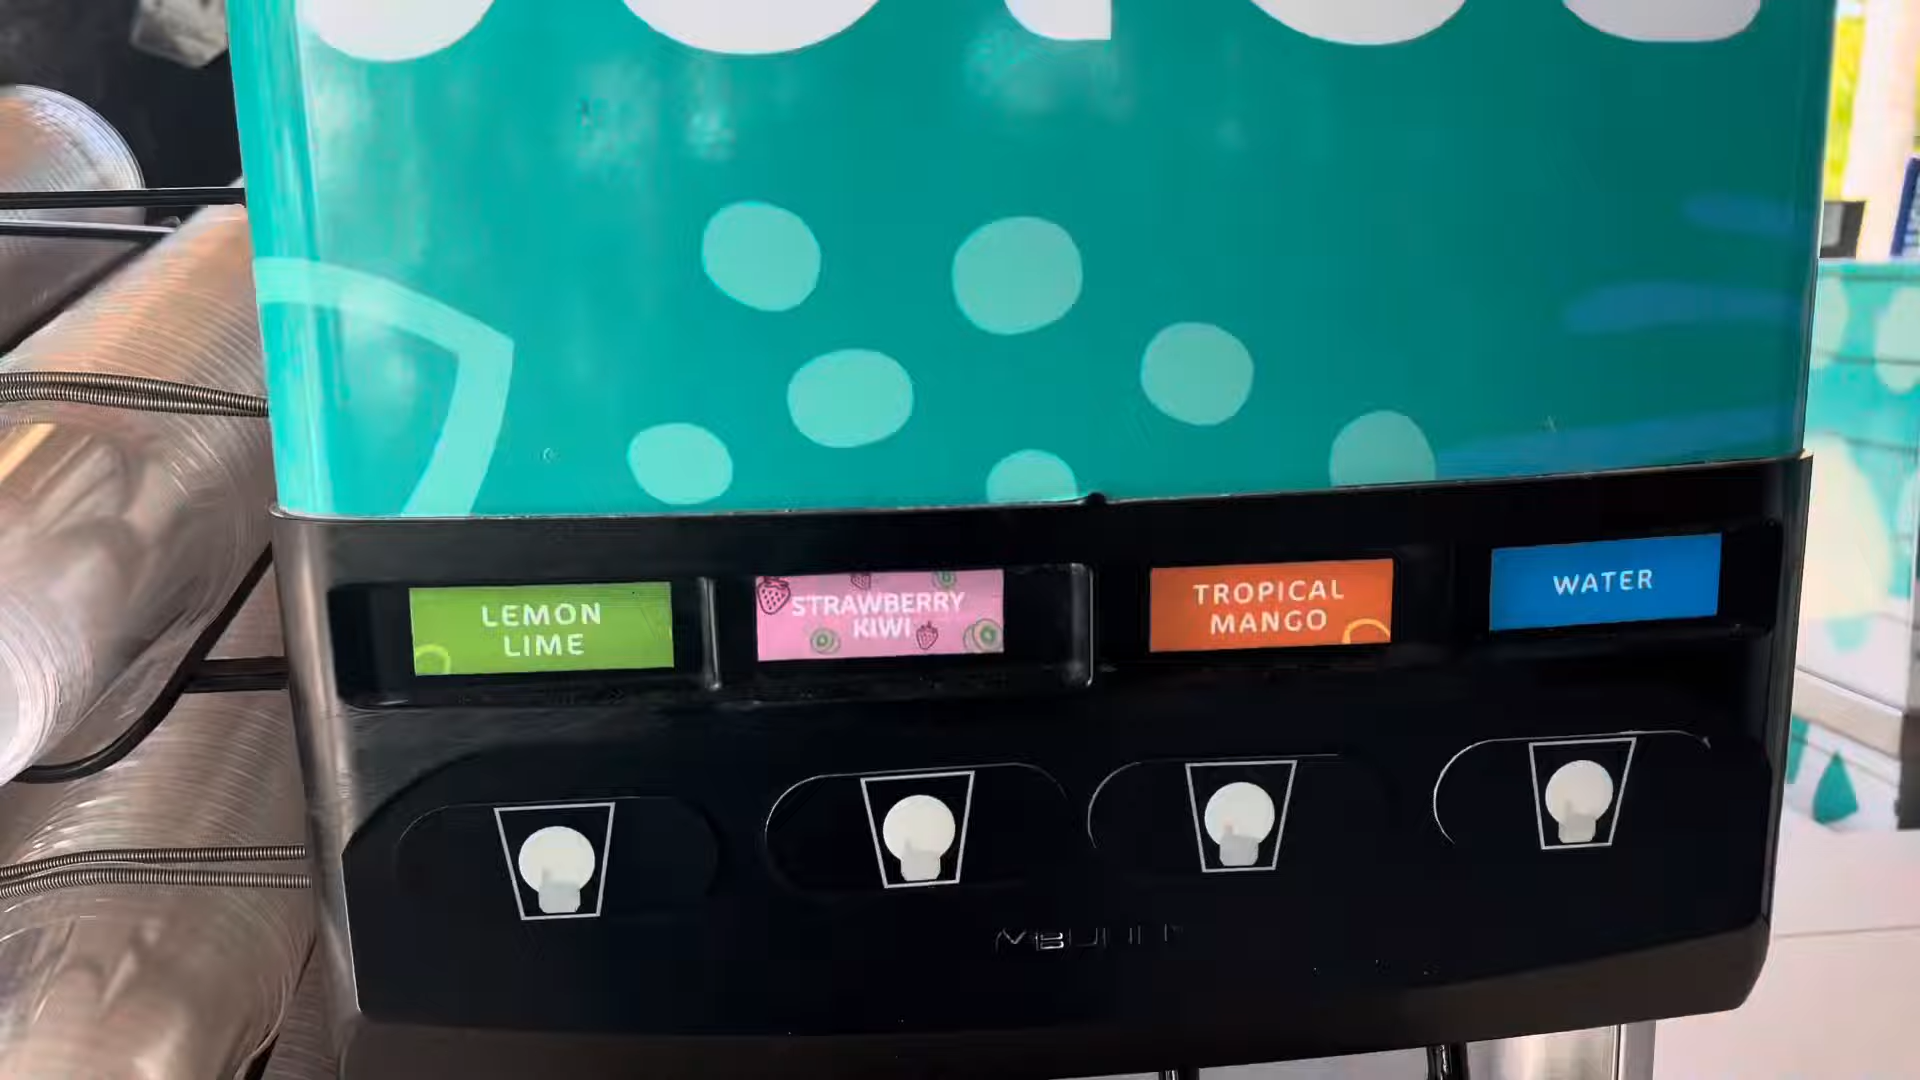 LEMON
LIME
STRAWBERRY
KIWI
TROPICAL
MANGO
WATER